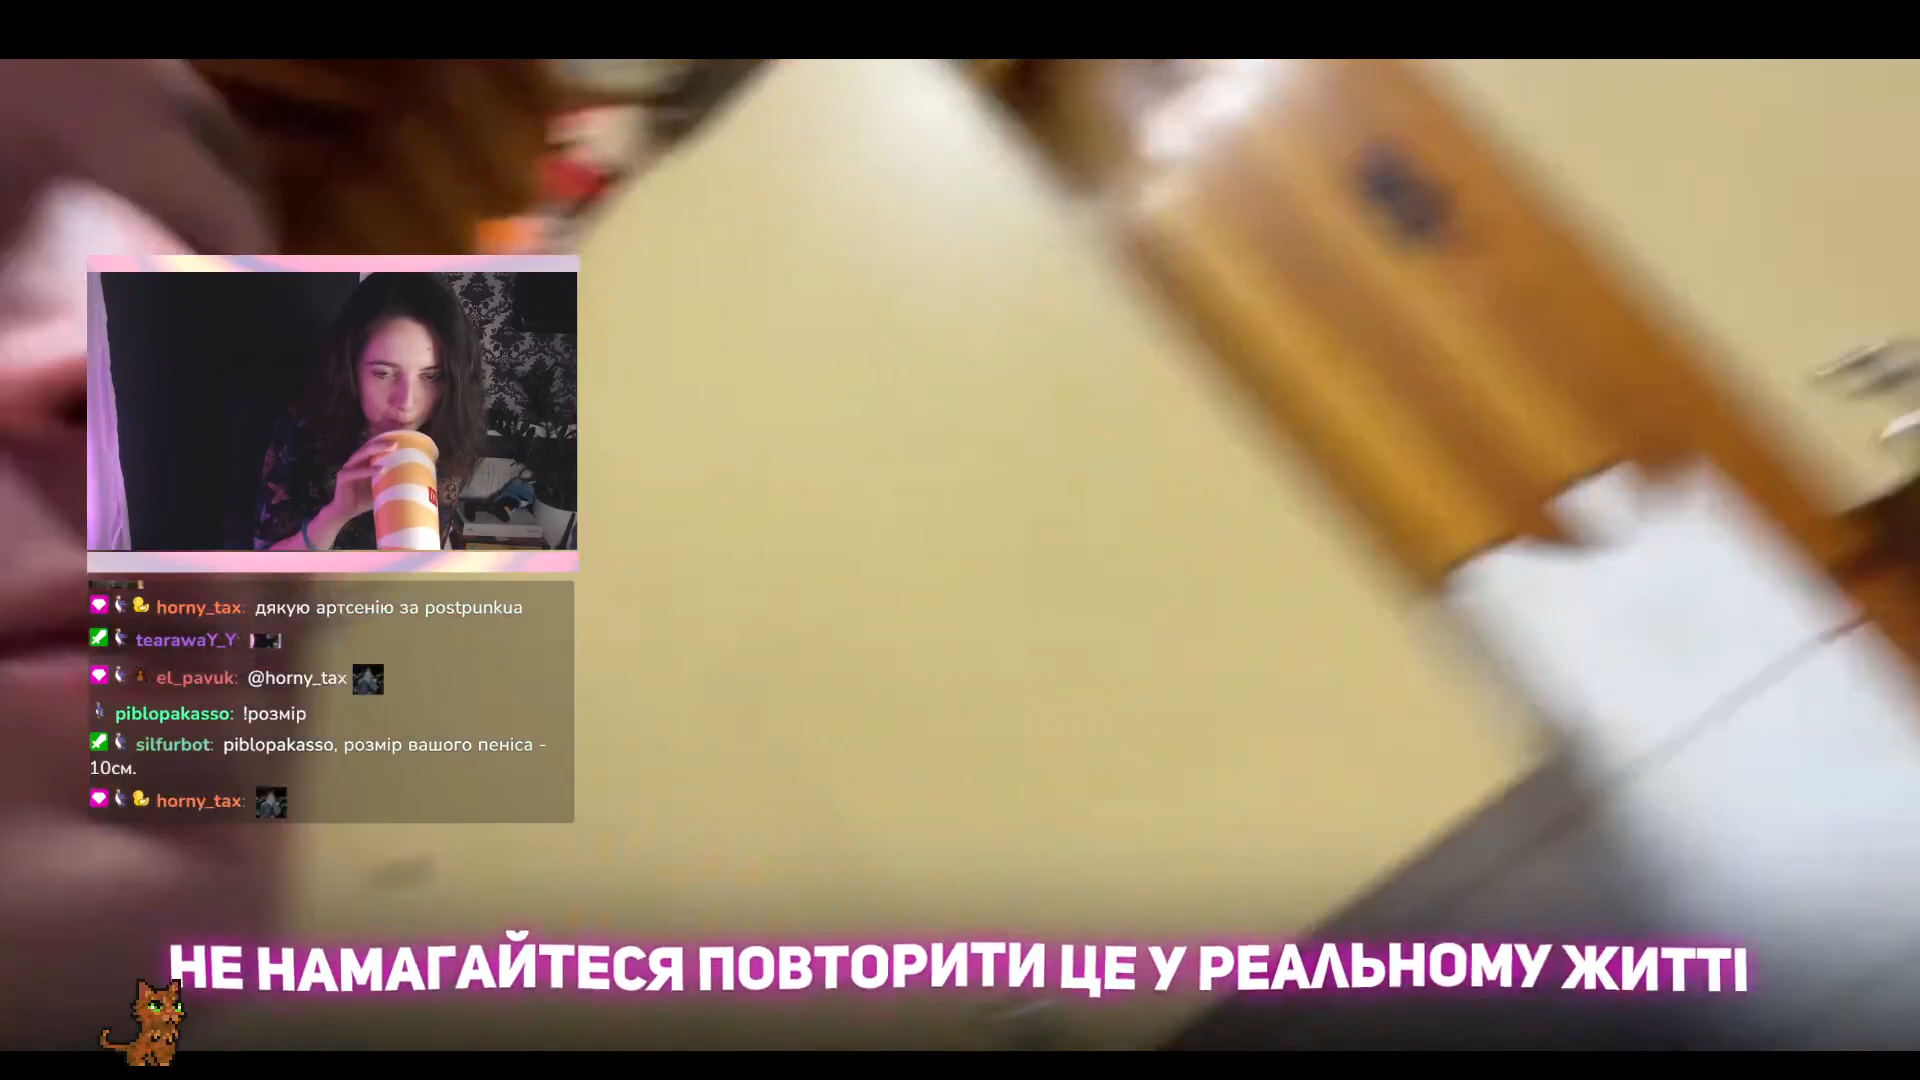 horny_tax: дякую артсенію за postpunkua
tearawaY_Y:
el_pavuk: @horny_tax
piblopakasso: !розмір
silfurbot: piblopakasso, розмір вашого пеніса -
10см.
horny_tax:
НЕ НАМАГАЙТЕСЯ ПОВТОРИТИ ЦЕ У РЕАЛЬНОМУ ЖИТТІ